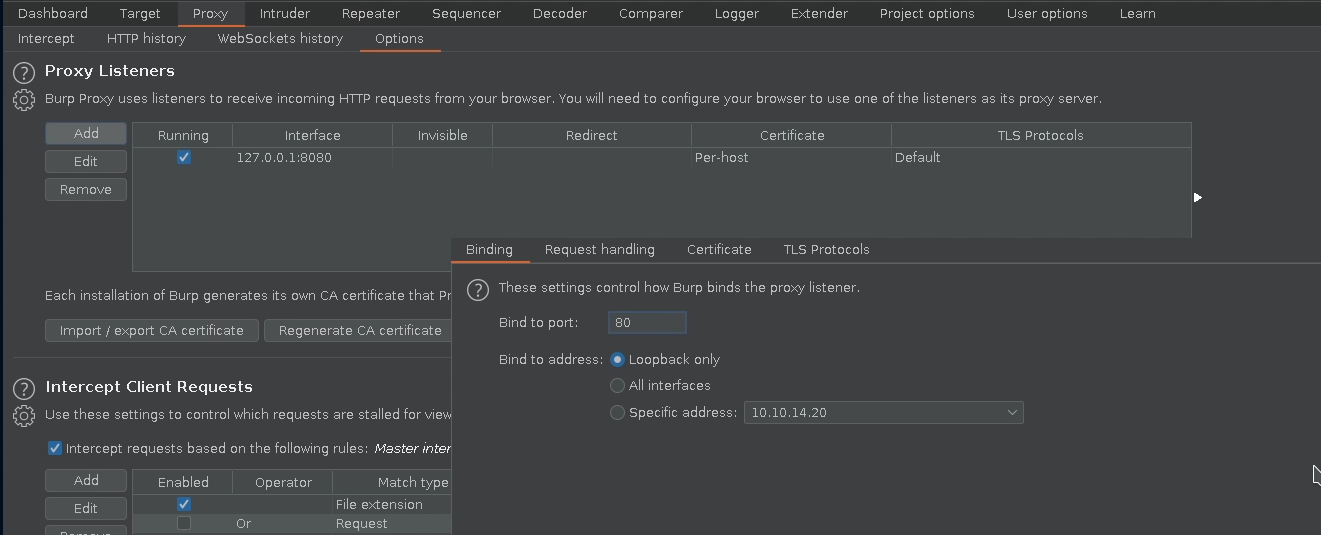 Dashboard Target Proxy Intruder Repeater Sequencer Decoder Comparer Logger Extender Project options User options Learn
Intercept HTTP history WebSockets history Options
Proxy Listeners
Burp Proxy uses listeners to receive incoming HTTP requests from your browser. You will need to configure your browser to use one of the listeners as its proxy server.
Add Running Interface Invisible Redirect Certificate TLS Protocols
Edit 127.0.0.1:8080 Per-host Default
Remove
Binding Request handling Certificate TLS Protocols
These settings control how Burp binds the proxy listener.
Each installation of Burp generates its own CA certificate that Pr
Bind to port: 80
Import / export CA certificate Regenerate CA certificate
Bind to address: Loopback only
All interfaces
Specific address: 10.10.14.20
Intercept Client Requests
Use these settings to control which requests are stalled for view
Intercept requests based on the following rules: Master inter
Add Enabled Operator Match type
Edit File extension
Or Request
Remove